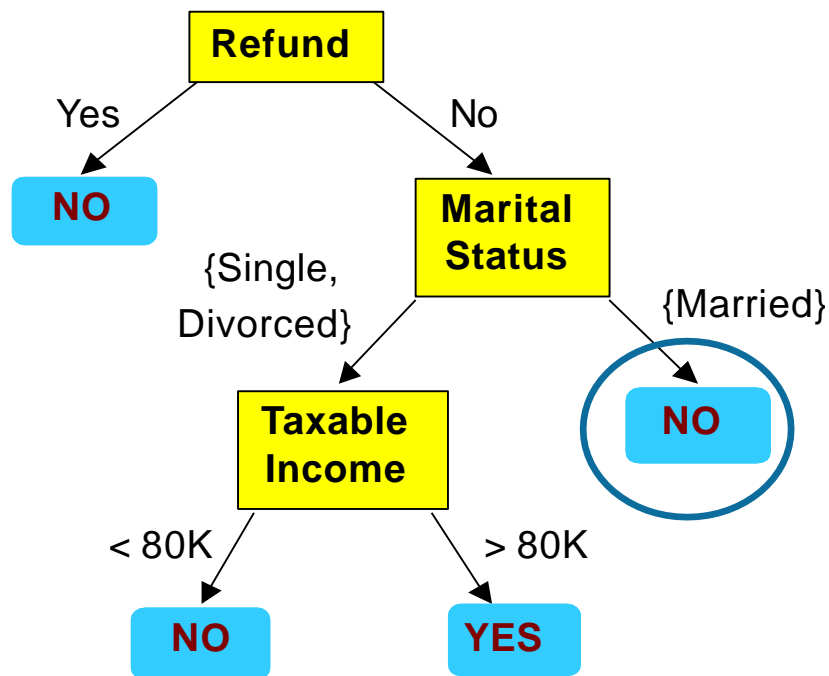 Refund
Yes
No
NO
Marital
Status
{Single,
Divorced}
{Married}
Taxable
Income
NO
< 80K
> 80K
NO
YES